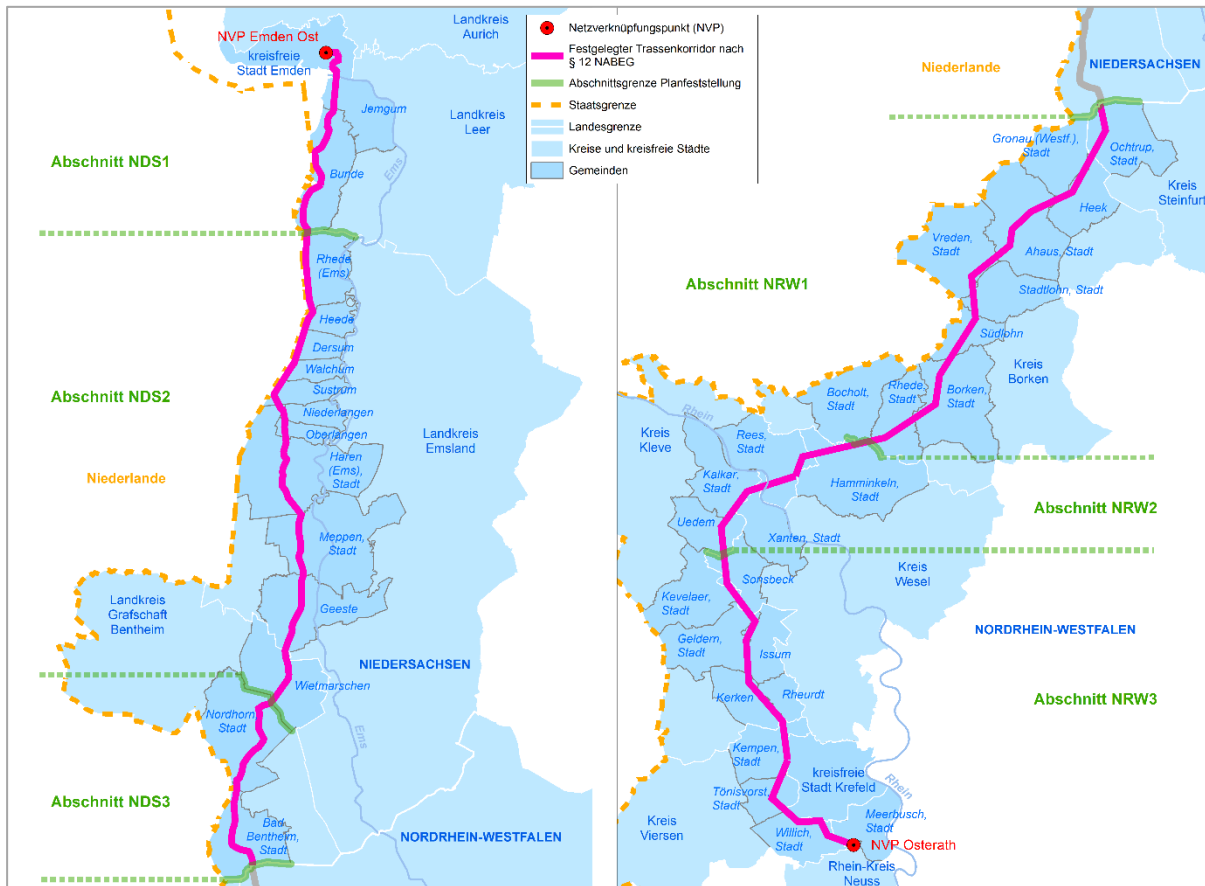 NVP Emden Ost
kreisfreie
Stadt Emden
Landkreis
Aurich
Jemgum
Landkreis
Leer
Ems
Abschnitt NDS1
Bunde
Rhede
(Ems)
Heede
Dersum
Walchum
Sustrum
Abschnitt NDS2
Niederlangen
Oberlangen
Landkreis
Emsland
Haren
(Ems),
Stadt
Niederlande
Meppen,
Stadt
Landkreis
Grafschaft
Bentheim
Geeste
NIEDERSACHSEN
Wietmarschen
Nordhorn,
Stadt
Ems
Abschnitt NDS3
Bad
Bentheim,
Stadt
NORDRHEIN-WESTFALEN
Netzverknüpfungspunkt (NVP)
Festgelegter Trassenkorridor nach
§ 12 NABEG
Abschnittsgrenze Planfeststellung
Staatsgrenze
Landesgrenze
Kreise und kreisfreie Städte
Gemeinden
Niederlande
NIEDERSACHSEN
Gronau (Westf.),
Stadt
Ochtrup,
Stadt
Kreis
Steinfurt
Heek
Vreden,
Stadt
Ahaus, Stadt
Abschnitt NRW1
Stadtlohn, Stadt
Südlohn
Kreis
Borken
Bocholt,
Stadt
Rhede,
Stadt
Borken,
Stadt
Rhein
Kreis
Kleve
Rees,
Stadt
Kalkar,
Stadt
Hamminkeln,
Stadt
Abschnitt NRW2
Uedem
Xanten, Stadt
Kreis
Wesel
Sonsbeck
Kevelaer,
Stadt
NORDRHEIN-WESTFALEN
Geldern,
Stadt
Issum
Kerken
Rheurdt
Abschnitt NRW3
Kempen,
Stadt
kreisfreie
Stadt Krefeld
Rhein
Tönisvorst,
Stadt
Meerbusch,
Stadt
Kreis
Viersen
Willich,
Stadt
NVP Osterath
Rhein-Kreis
Neuss